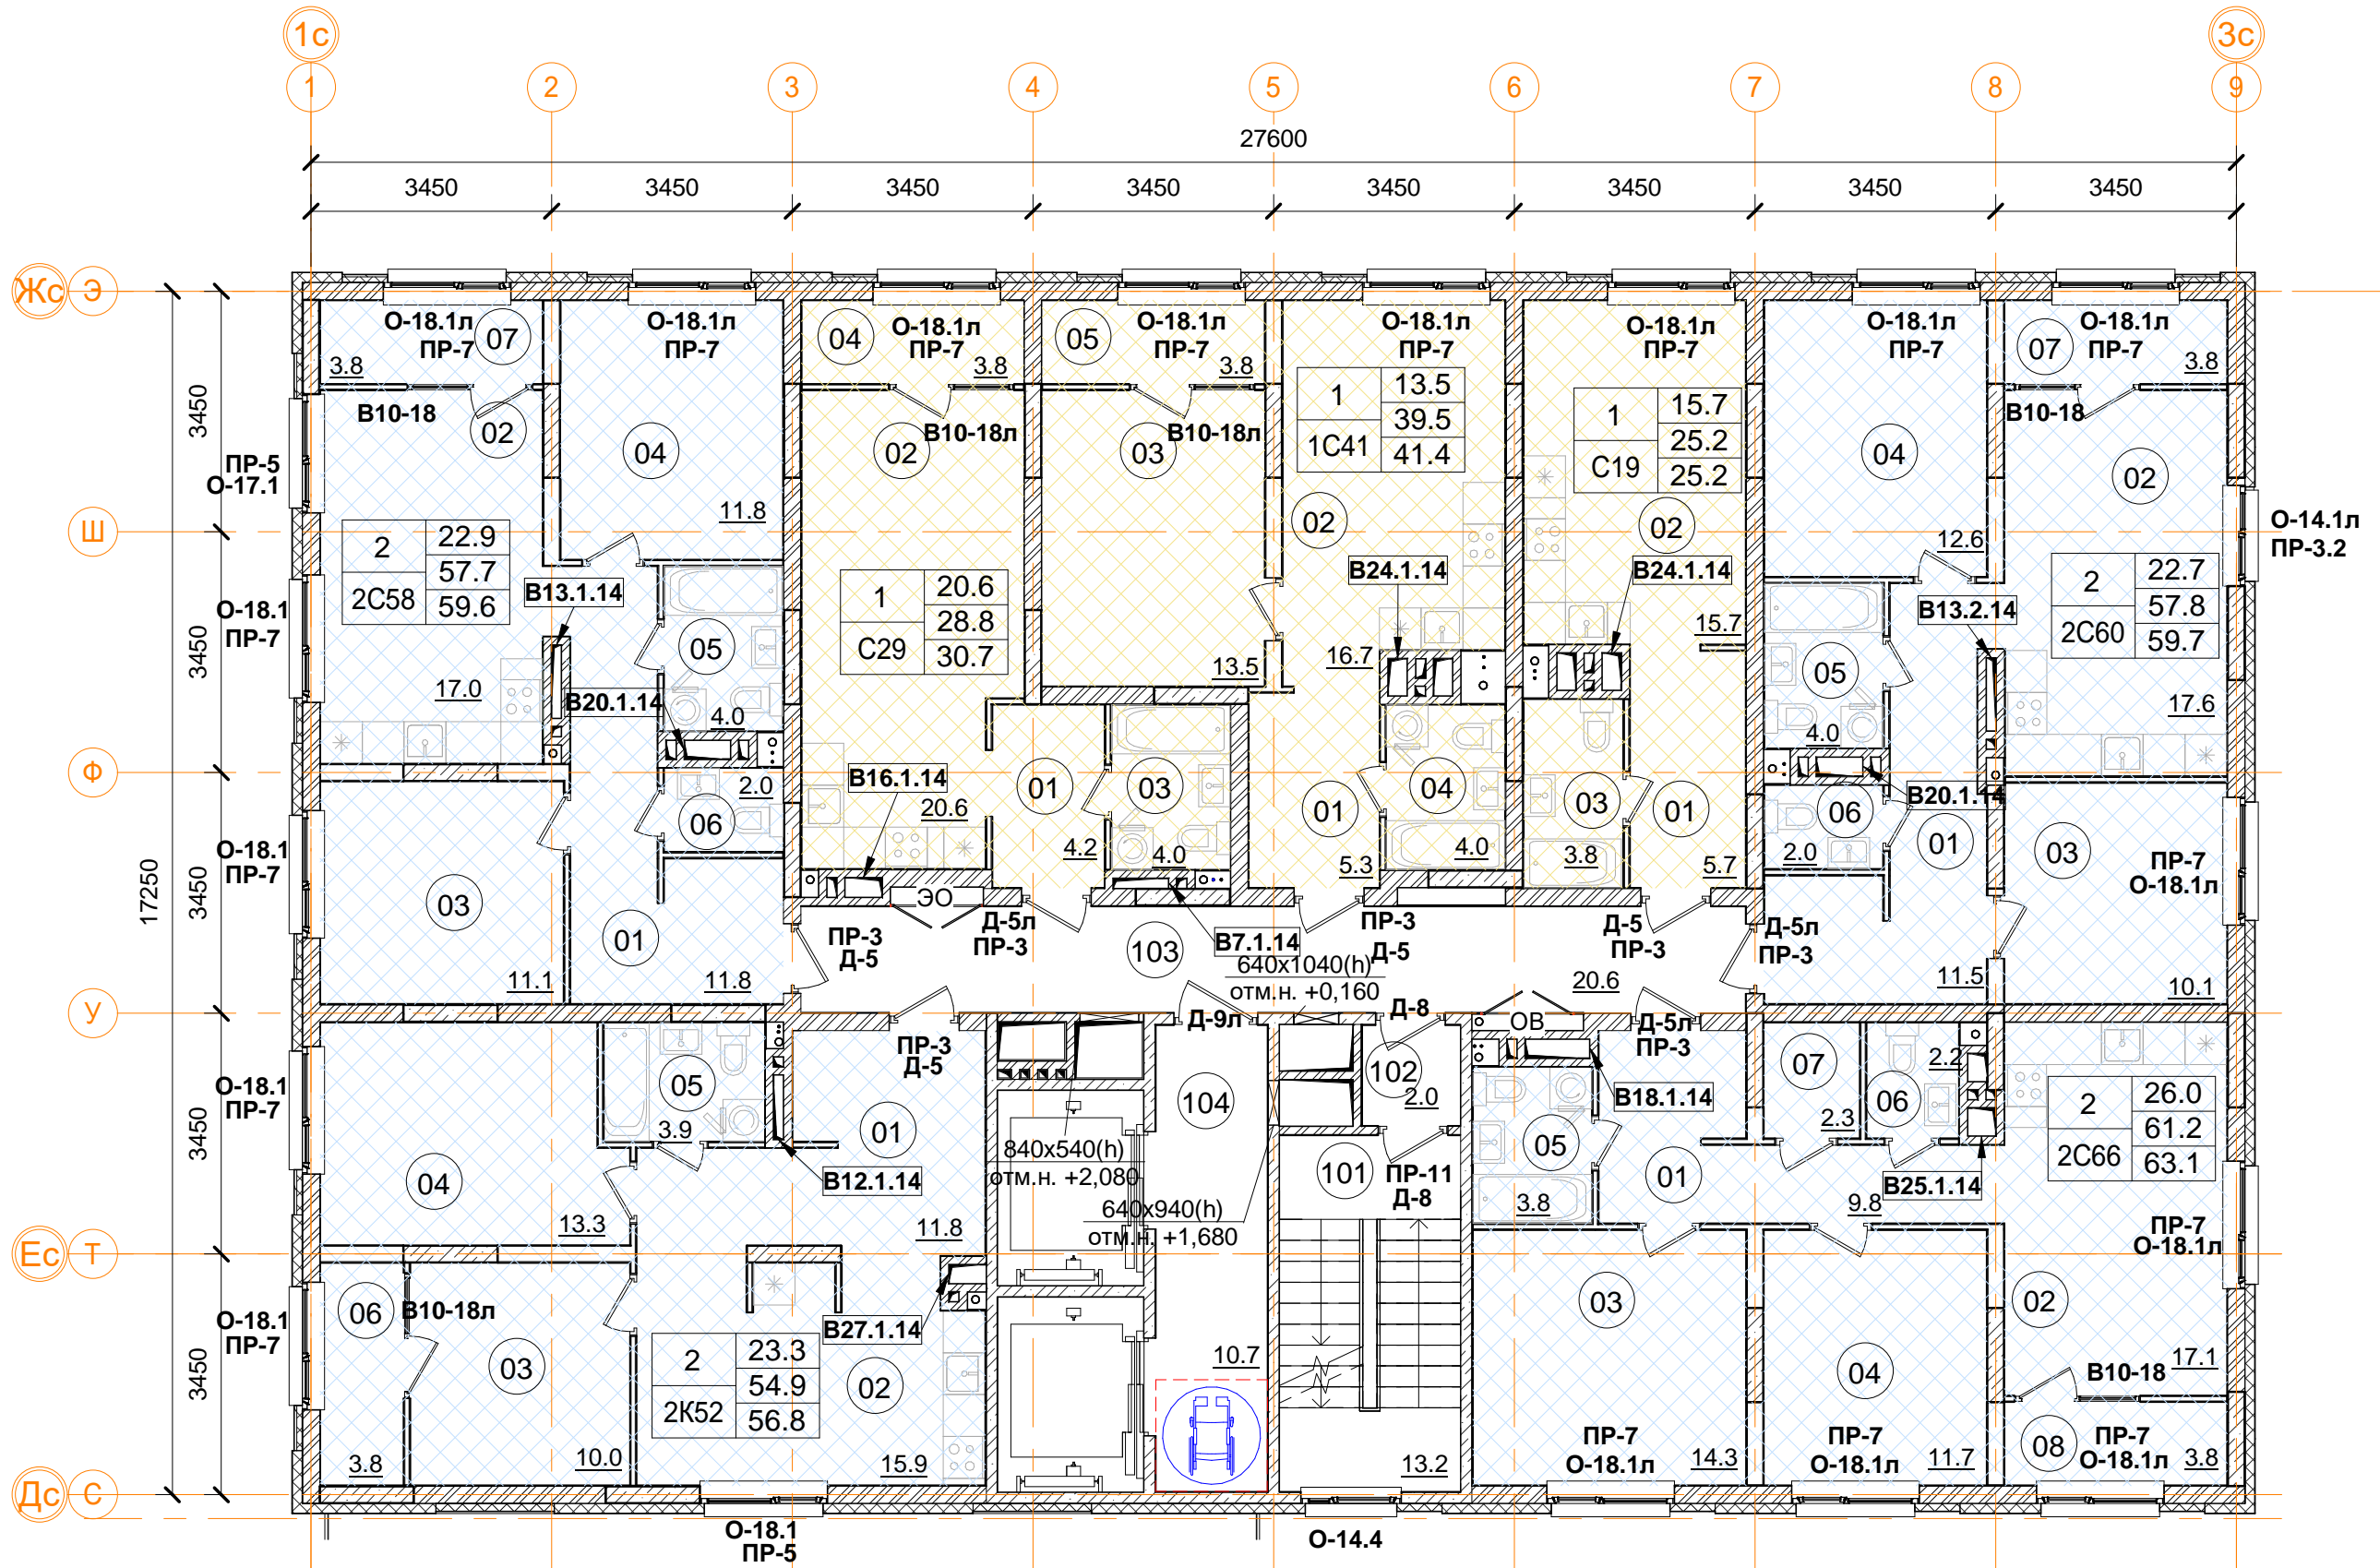 1с
3с
1
2
3
4
5
6
7
8
9
27600
3450
3450
3450
3450
3450
3450
3450
3450
Жс
Э
Ш
Ф
У
Ес
Т
Дс
С
17250
3450
3450
3450
3450
3450
О-18.1л
ПР-7
07
3.8
В10-18
02
ПР-5
О-17.1
2
22.9
57.7
2С58
59.6
О-18.1
ПР-7
17.0
О-18.1л
ПР-7
04
11.8
В13.1.14
05
4.0
В20.1.14
2.0
06
О-18.1
ПР-7
03
11.1
01
11.8
04
О-18.1л
ПР-7
3.8
В10-18л
02
1
20.6
28.8
С29
30.7
В16.1.14
20.6
01
4.2
03
4.0
ЭО
05
О-18.1л
ПР-7
3.8
В10-18л
03
13.5
О-18.1л
ПР-7
1
13.5
39.5
1С41
41.4
02
В24.1.14
16.7
01
5.3
04
4.0
О-18.1л
ПР-7
1
15.7
25.2
С19
25.2
02
В24.1.14
15.7
03
3.8
01
5.7
О-18.1л
ПР-7
04
12.6
О-18.1л
ПР-7
07
3.8
В10-18
02
О-14.1л
ПР-3.2
2
22.7
57.8
2С60
59.7
В13.2.14
17.6
05
4.0
В20.1.14
06
2.0
01
11.5
03
ПР-7
О-18.1л
10.1
ПР-3
Д-5
Д-5л
ПР-3
103
В7.1.14
640х1040(h)
отм.н. +0,160
ПР-3
Д-5
Д-5
ПР-3
20.6
Д-5л
ПР-3
Д-9л
Д-8
ОВ
Д-5л
ПР-3
ПР-3
Д-5
О-18.1
ПР-7
05
3.9
04
13.3
01
11.8
В12.1.14
840х540(h)
отм.н. +2,080
640х940(h)
отм.н. +1,680
104
102
2.0
101
ПР-11
Д-8
В18.1.14
05
3.8
01
9.8
07
2.3
2.2
06
В25.1.14
2
26.0
61.2
2С66
63.1
ПР-7
О-18.1л
О-18.1
ПР-7
06
В10-18л
03
3.8
10.0
2
23.3
54.9
2К52
56.8
В27.1.14
02
15.9
10.7
13.2
03
ПР-7
О-18.1л
14.3
04
ПР-7
О-18.1л
11.7
02
В10-18
17.1
08
ПР-7
О-18.1л
3.8
О-18.1
ПР-5
О-14.4